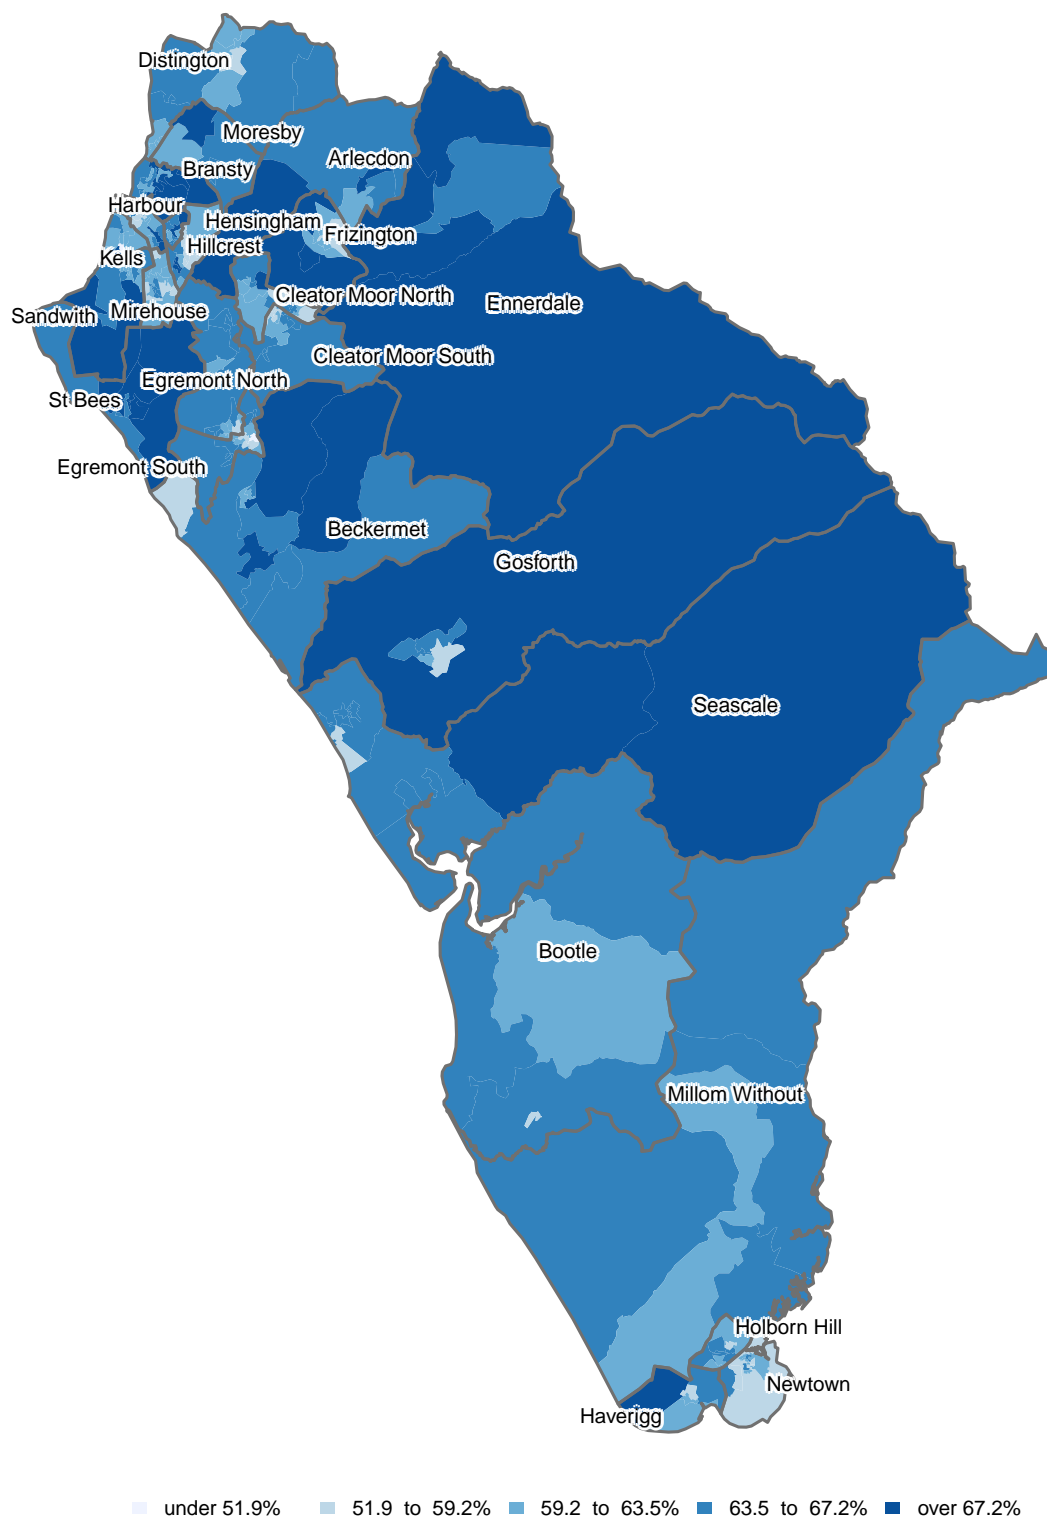 Distington
Moresby
Arlecdon
Bransty
Harbour
Hensingham
Frizington
Hillcrest
Kells
Cleator Moor North
Ennerdale
Sandwith
Mirehouse
Cleator Moor South
Egremont North
St Bees
Egremont South
Beckermet
Gosforth
Seascale
Bootle
Millom Without
Holborn Hill
Newtown
Haverigg
under 51.9% 51.9 to 59.2% 59.2 to 63.5% 63.5 to 67.2% over 67.2%